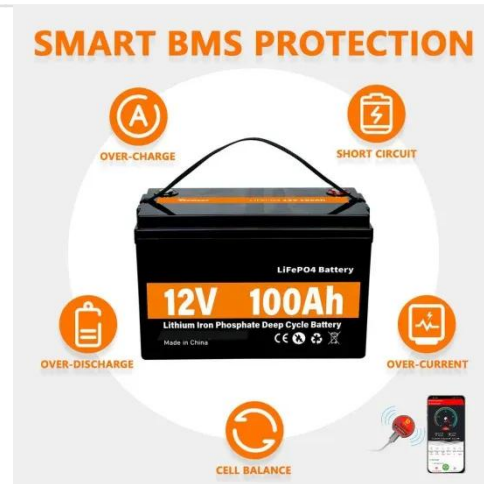 SMART BMS PROTECTION
OVER-CHARGE
SHORT CIRCUIT
LiFePO4 Battery
12V 100Ah
Lithium Iron Phosphate Deep Cycle Battery
Made in China
CE
OVER-DISCHARGE
OVER-CURRENT
CELL BALANCE